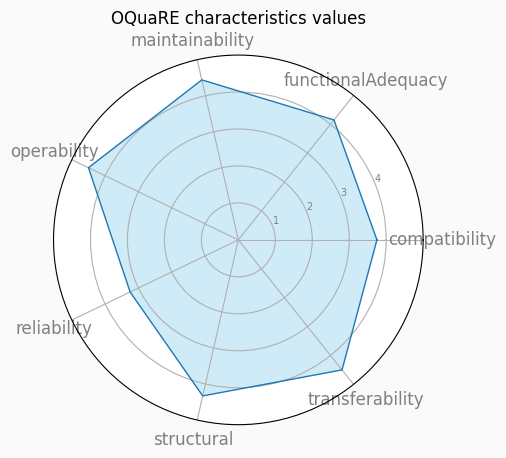 OQuaRE characteristics values
maintainability
functionalAdequacy
operability
4
3
2
1
compatibility
reliability
transferability
structural